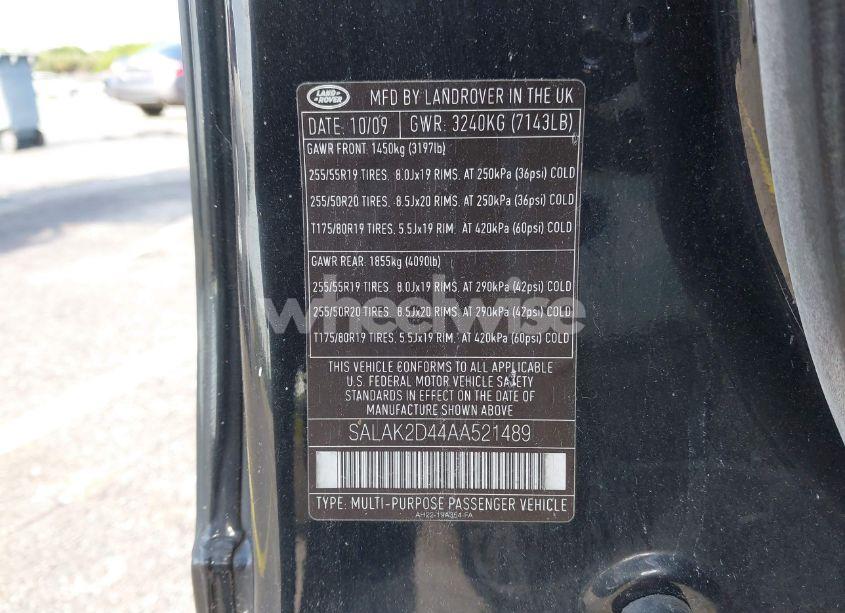 LAND ROVER
MFD BY LANDROVER IN THE UK
DATE: 10/09 GWR: 3240KG (7143LB)
GAWR FRONT: 1450kg (3197lb)
255/55R19 TIRES, 8.0Jx19 RIMS, AT 250kPa (36psi) COLD
255/50R20 TIRES, 8.5Jx20 RIMS, AT 250kPa (36psi) COLD
T175/80R19 TIRES, 5.5Jx19 RIM, AT 420kPa (60psi) COLD
GAWR REAR: 1855kg (4090lb)
255/55R19 TIRES, 8.0Jx19 RIMS, AT 290kPa (42psi) COLD
255/50R20 TIRES, 8.5Jx20 RIMS, AT 290kPa (42psi) COLD
T175/80R19 TIRES, 5.5Jx19 RIM, AT 420kPa (60psi) COLD
wheelwise
THIS VEHICLE CONFORMS TO ALL APPLICABLE
U.S. FEDERAL MOTOR VEHICLE SAFETY
STANDARDS IN EFFECT ON THE DATE OF
MANUFACTURE SHOWN ABOVE
SALAK2D44AA521489
TYPE: MULTI-PURPOSE PASSENGER VEHICLE
AH22-19A354-FA